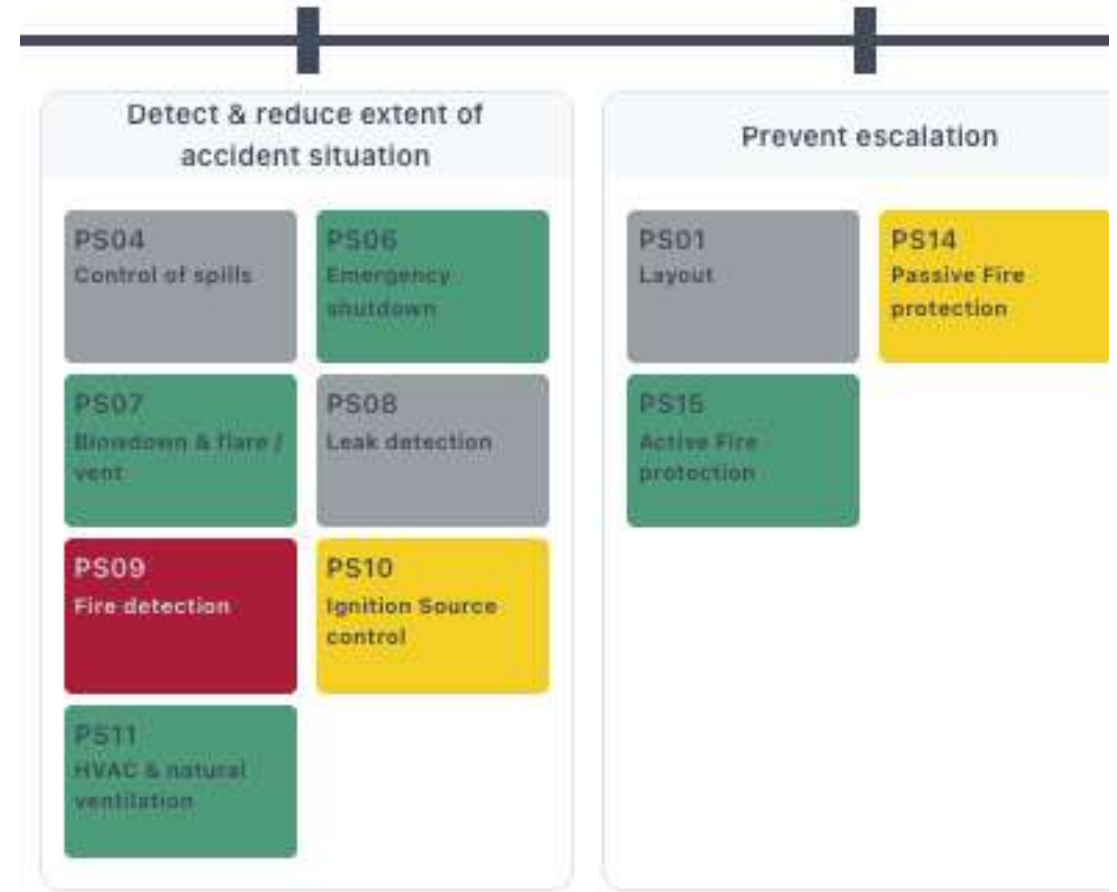 Detect & reduce extent of
accident situation
PS04
Control of spills
PS06
Emergency
shutdown
PS07
Blowdown & flare /
vent
PS08
Leak detection
PS09
Fire detection
PS10
Ignition Source
control
PS11
HVAC & natural
ventilation
Prevent escalation
PS01
Layout
PS14
Passive Fire
protection
PS15
Active Fire
protection